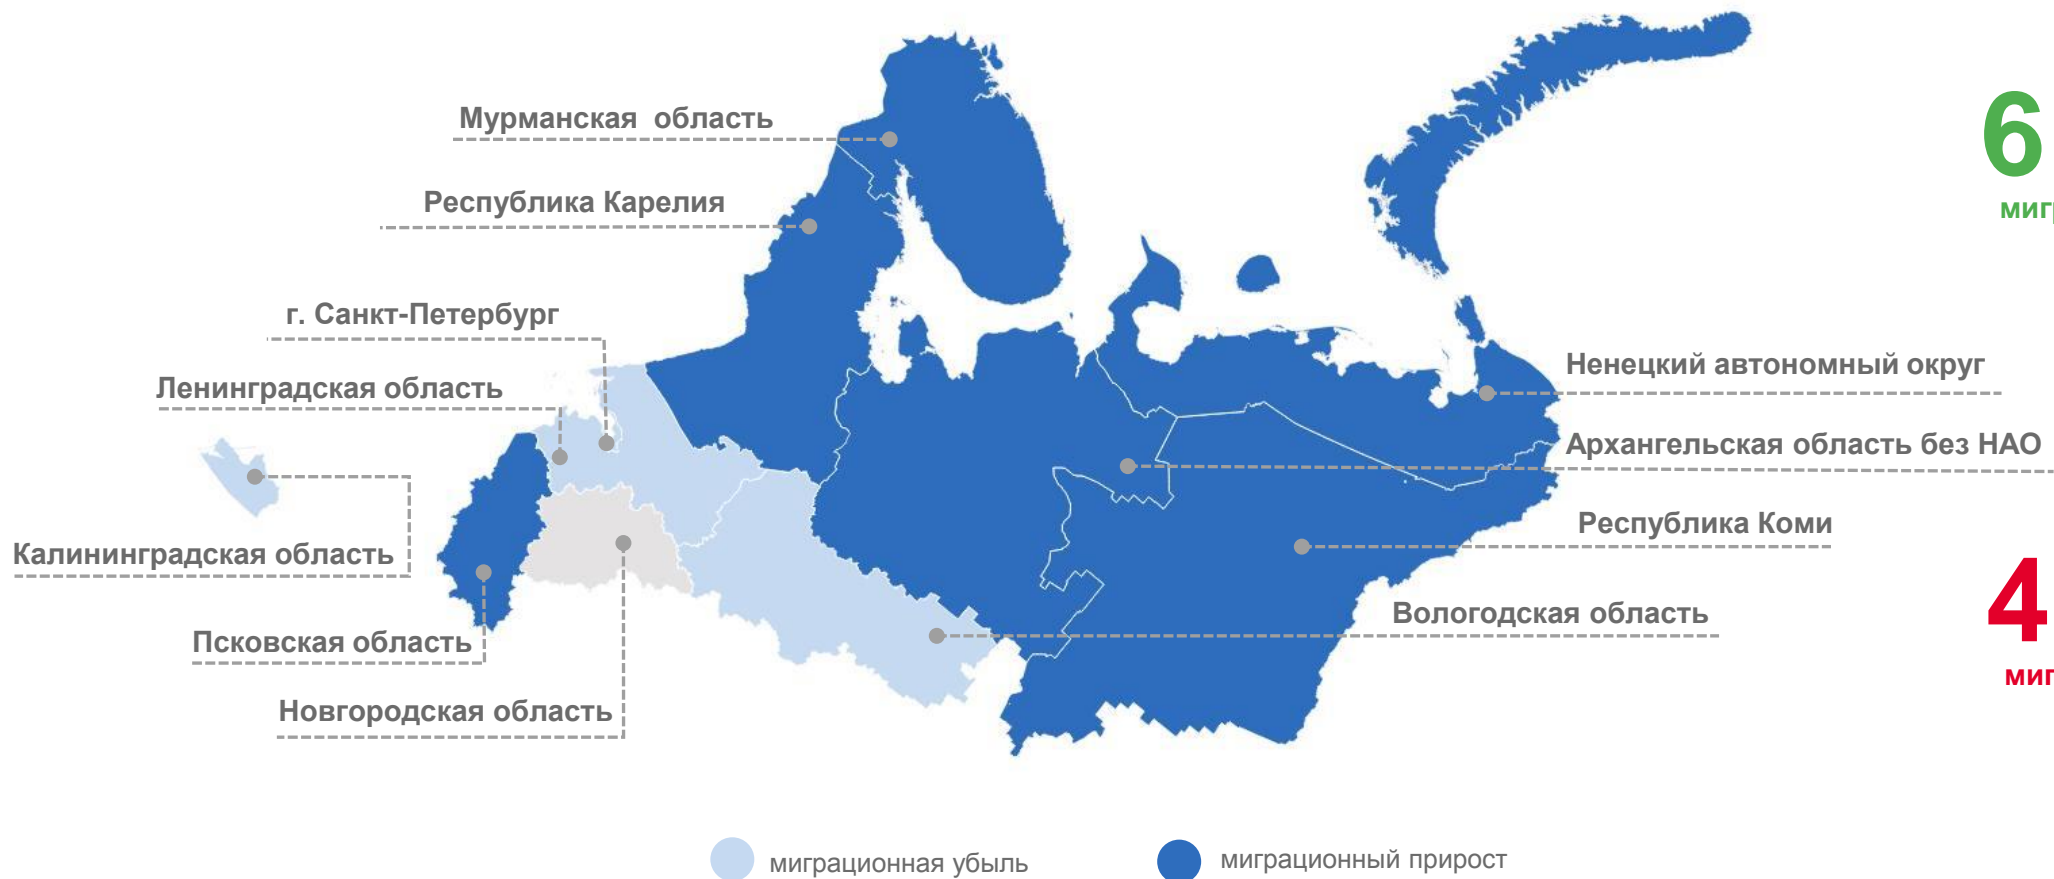 6
Мурманская область
Республика Карелия
г. Санкт-Петербург
Ненецкий автономный округ
Ленинградская область
Архангельская область без НАО
Республика Коми
Калининградская область
4
Вологодская область
Псковская область
Новгородская область
миграционная убыль
миграционный прирост